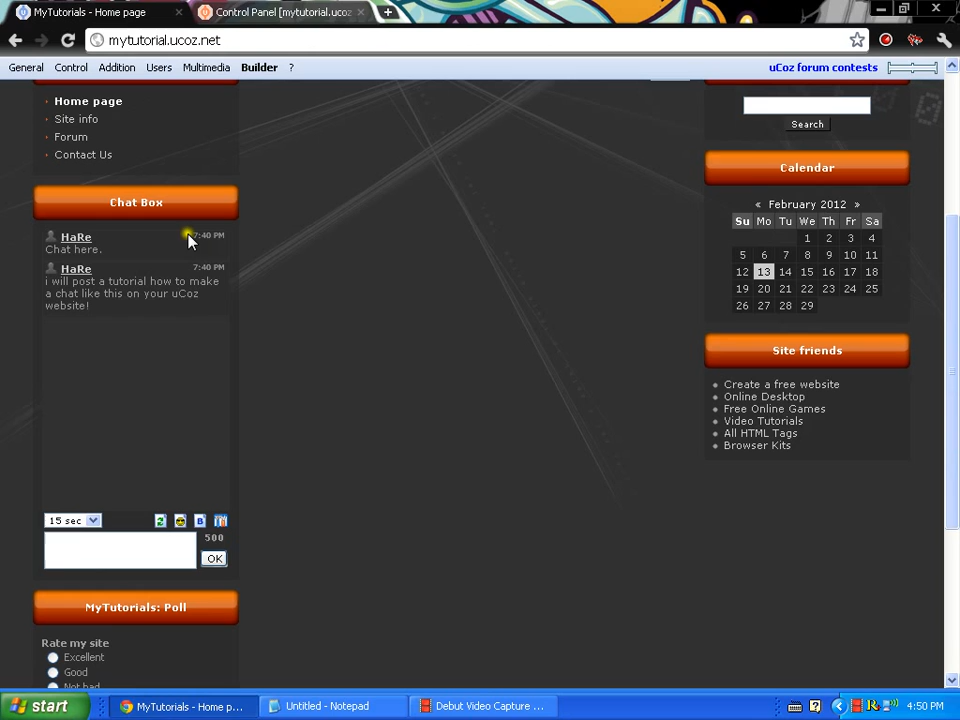 MyTutorials - Home page
Control Panel [mytutorial.ucoz
mytutorial.ucoz.net
General Control Addition Users Multimedia Builder ?
uCoz forum contests
Home page
Site info
Forum
Contact Us
Chat Box
HaRe 7:40 PM
Chat here.
HaRe 7:40 PM
i will post a tutorial how to make
a chat like this on your uCoz
website!
15 sec
500
OK
MyTutorials: Poll
Rate my site
Excellent
Good
Not bad
Search
Calendar
« February 2012 »
Su Mo Tu We Th Fr Sa
1 2 3 4
5 6 7 8 9 10 11
12 13 14 15 16 17 18
19 20 21 22 23 24 25
26 27 28 29
Site friends
Create a free website
Online Desktop
Free Online Games
Video Tutorials
All HTML Tags
Browser Kits
start
MyTutorials - Home p...
Untitled - Notepad
Debut Video Capture ...
4:50 PM